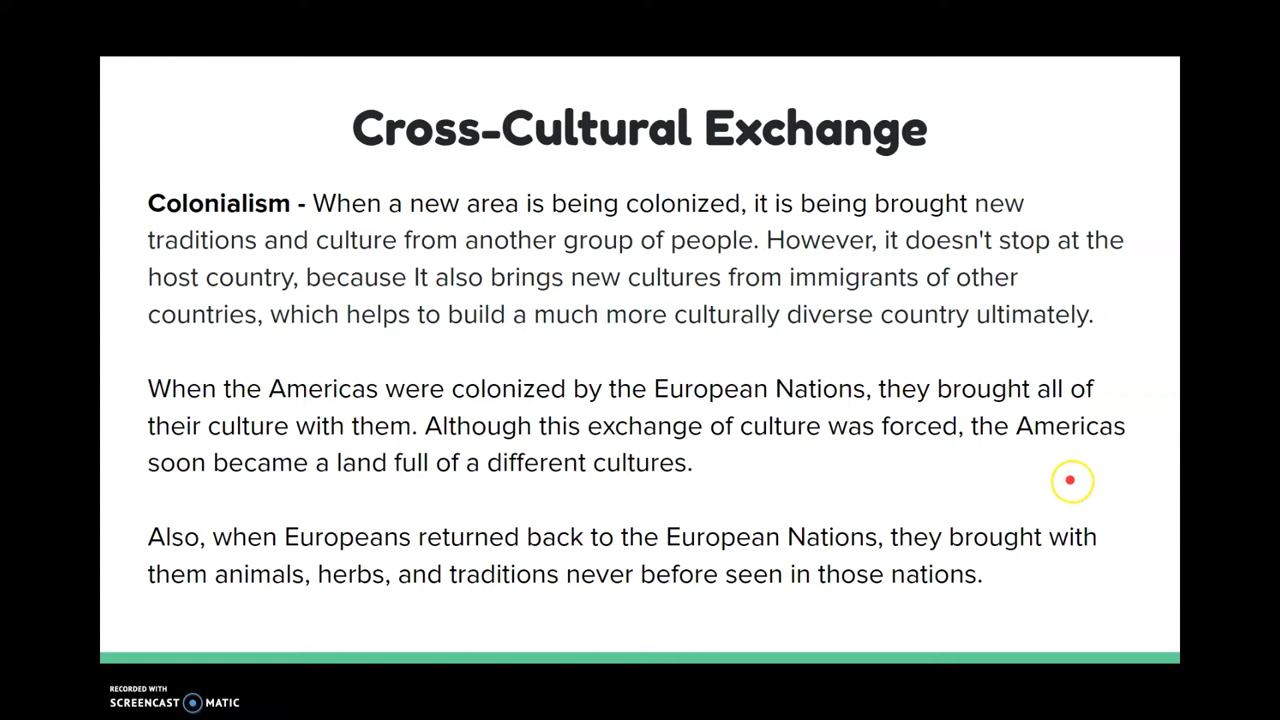 Cross-Cultural Exchange
Colonialism - When a new area is being colonized, it is being brought new
traditions and culture from another group of people. However, it doesn't stop at the
host country, because It also brings new cultures from immigrants of other
countries, which helps to build a much more culturally diverse country ultimately.
When the Americas were colonized by the European Nations, they brought all of
their culture with them. Although this exchange of culture was forced, the Americas
soon became a land full of a different cultures.
Also, when Europeans returned back to the European Nations, they brought with
them animals, herbs, and traditions never before seen in those nations.
RECORDED WITH
SCREENCAST MATIC